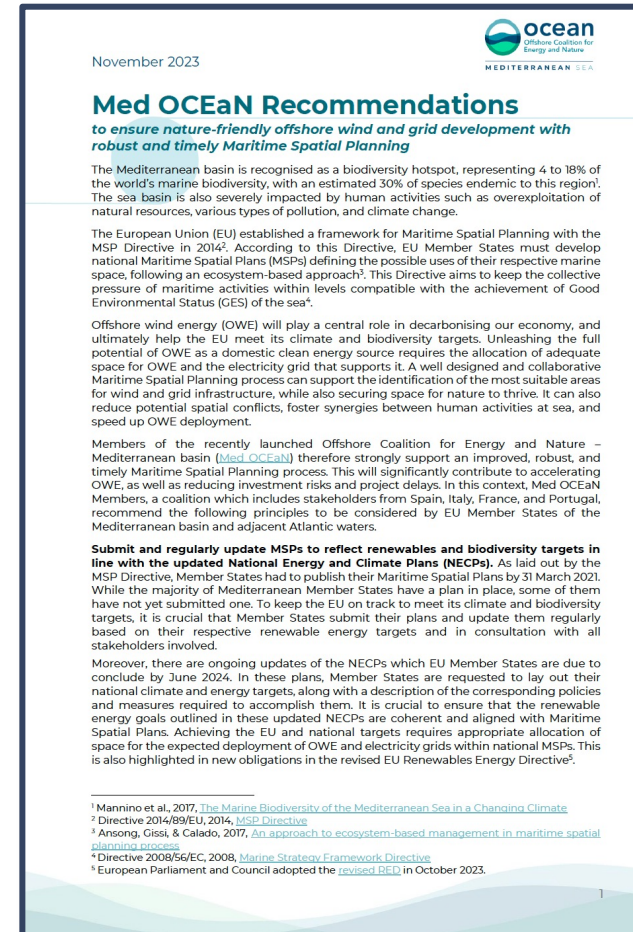 ocean
Offshore Coalition for
Energy and Nature
MEDITERRANEAN SEA
November 2023
Med OCEaN Recommendations
to ensure nature-friendly offshore wind and grid development with
robust and timely Maritime Spatial Planning
The Mediterranean basin is recognised as a biodiversity hotspot, representing 4 to 18% of
the world's marine biodiversity, with an estimated 30% of species endemic to this region¹.
The sea basin is also severely impacted by human activities such as overexploitation of
natural resources, various types of pollution, and climate change.
The European Union (EU) established a framework for Maritime Spatial Planning with the
MSP Directive in 2014². According to this Directive, EU Member States must develop
national Maritime Spatial Plans (MSPs) defining the possible uses of their respective marine
space, following an ecosystem-based approach³. This Directive aims to keep the collective
pressure of maritime activities within levels compatible with the achievement of Good
Environmental Status (GES) of the sea⁴.
Offshore wind energy (OWE) will play a central role in decarbonising our economy, and
ultimately help the EU meet its climate and biodiversity targets. Unleashing the full
potential of OWE as a domestic clean energy source requires the allocation of adequate
space for OWE and the electricity grid that supports it. A well designed and collaborative
Maritime Spatial Planning process can support the identification of the most suitable areas
for wind and grid infrastructure, while also securing space for nature to thrive. It can also
reduce potential spatial conflicts, foster synergies between human activities at sea, and
speed up OWE deployment.
Members of the recently launched Offshore Coalition for Energy and Nature –
Mediterranean basin (Med OCEaN) therefore strongly support an improved, robust, and
timely Maritime Spatial Planning process. This will significantly contribute to accelerating
OWE, as well as reducing investment risks and project delays. In this context, Med OCEaN
Members, a coalition which includes stakeholders from Spain, Italy, France, and Portugal,
recommend the following principles to be considered by EU Member States of the
Mediterranean basin and adjacent Atlantic waters.
Submit and regularly update MSPs to reflect renewables and biodiversity targets in
line with the updated National Energy and Climate Plans (NECPs). As laid out by the
MSP Directive, Member States had to publish their Maritime Spatial Plans by 31 March 2021.
While the majority of Mediterranean Member States have a plan in place, some of them
have not yet submitted one. To keep the EU on track to meet its climate and biodiversity
targets, it is crucial that Member States submit their plans and update them regularly
based on their respective renewable energy targets and in consultation with all
stakeholders involved.
Moreover, there are ongoing updates of the NECPs which EU Member States are due to
conclude by June 2024. In these plans, Member States are requested to lay out their
national climate and energy targets, along with a description of the corresponding policies
and measures required to accomplish them. It is crucial to ensure that the renewable
energy goals outlined in these updated NECPs are coherent and aligned with Maritime
Spatial Plans. Achieving the EU and national targets requires appropriate allocation of
space for the expected deployment of OWE and electricity grids within national MSPs. This
is also highlighted in new obligations in the revised EU Renewables Energy Directive⁵.
¹ Mannino et al., 2017, The Marine Biodiversity of the Mediterranean Sea in a Changing Climate
² Directive 2014/89/EU, 2014, MSP Directive
³ Ansong, Gissi, & Calado, 2017, An approach to ecosystem-based management in maritime spatial
planning process
⁴ Directive 2008/56/EC, 2008, Marine Strategy Framework Directive
⁵ European Parliament and Council adopted the revised RED in October 2023.
1